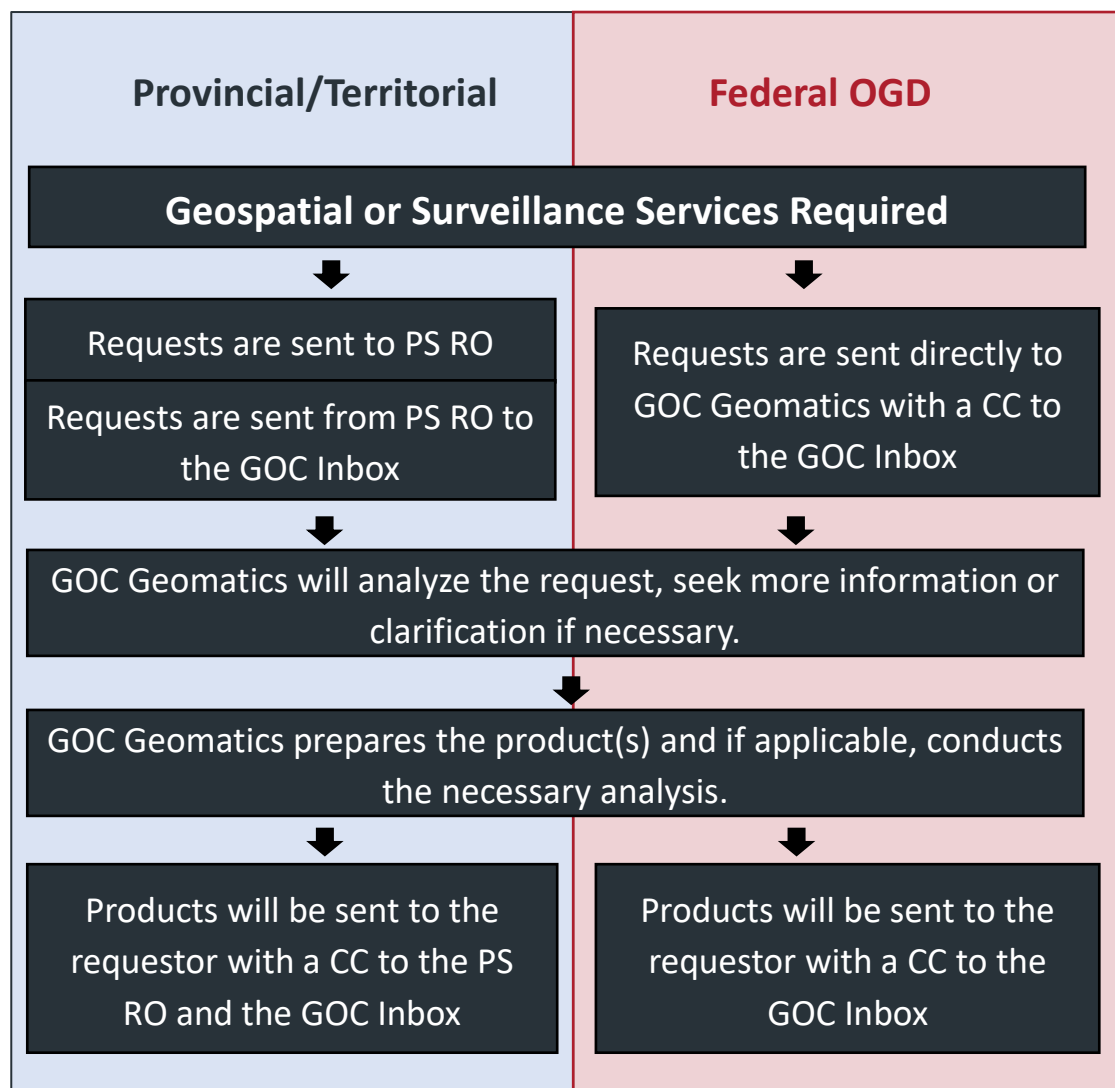 Provincial/Territorial
Federal OGD
Geospatial or Surveillance Services Required
Requests are sent to PS RO
Requests are sent from PS RO to
the GOC Inbox
Requests are sent directly to
GOC Geomatics with a CC to
the GOC Inbox
GOC Geomatics will analyze the request, seek more information or
clarification if necessary.
GOC Geomatics prepares the product(s) and if applicable, conducts
the necessary analysis.
Products will be sent to the
requestor with a CC to the PS
RO and the GOC Inbox
Products will be sent to the
requestor with a CC to the
GOC Inbox